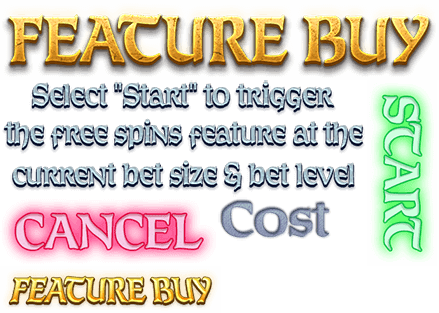 FEATURE BUY
Select "Start" to trigger
the free spins feature at the
current bet size & bet level
START
CANCEL
Cost
FEATURE BUY